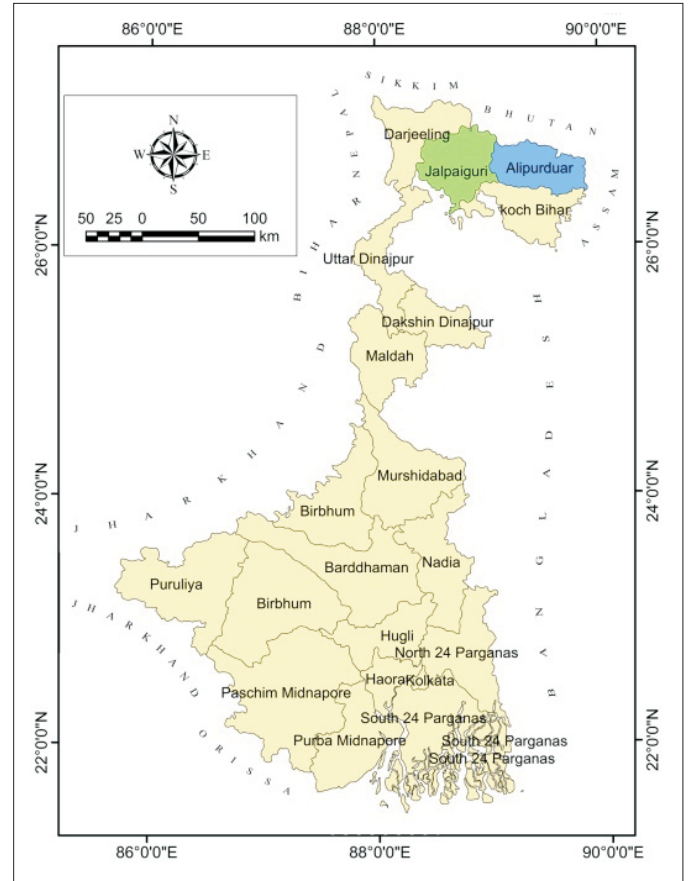 86°0'0"E 88°0'0"E 90°0'0"E
SIKKIM
BHUTAN
NEPAL
N
W E
S
50 25 0 50 100
km
Darjeeling
Jalpaiguri
Alipurduar
koch Bihar
ASSAM
26°0'0"N
26°0'0"N
BIHAR
Uttar Dinajpur
Dakshin Dinajpur
Maldah
BANGLADESH
JHARKHAND
24°0'0"N
24°0'0"N
Murshidabad
Birbhum
Barddhaman
Nadia
Puruliya
Birbhum
JHARKHAND
Hugli
North 24 Parganas
Haora
Kolkata
Paschim Midnapore
South 24 Parganas
ORISSA
Purba Midnapore
South 24 Parganas
South 24 Parganas
22°0'0"N
22°0'0"N
86°0'0"E 88°0'0"E 90°0'0"E